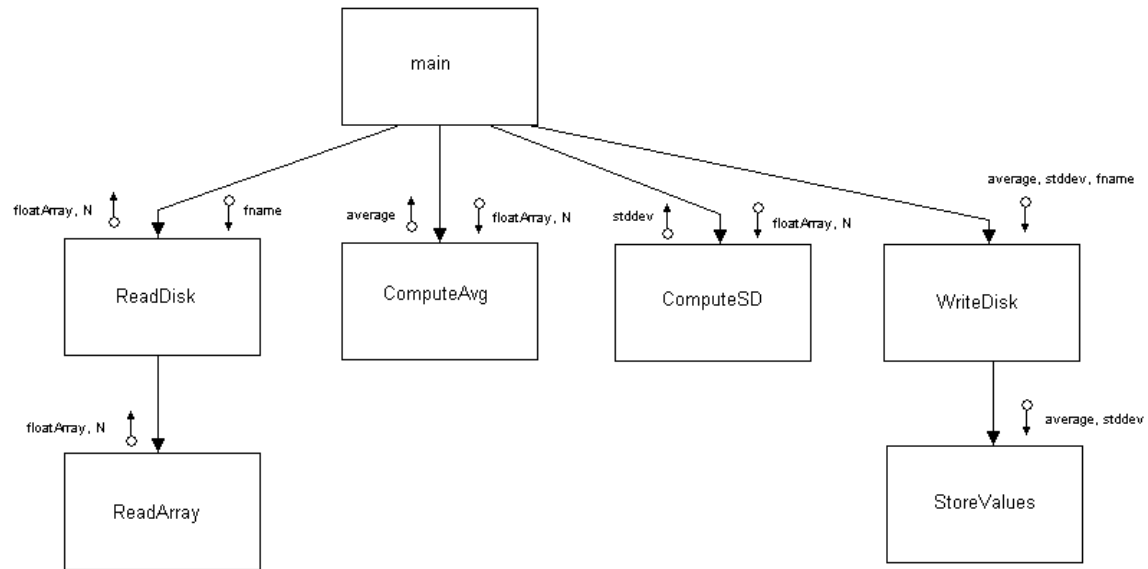 main
average, stddev, fname
floatArray, N
fname
average
floatArray, N
stddev
floatArray, N
ReadDisk
ComputeAvg
ComputeSD
WriteDisk
floatArray, N
average, stddev
ReadArray
StoreValues